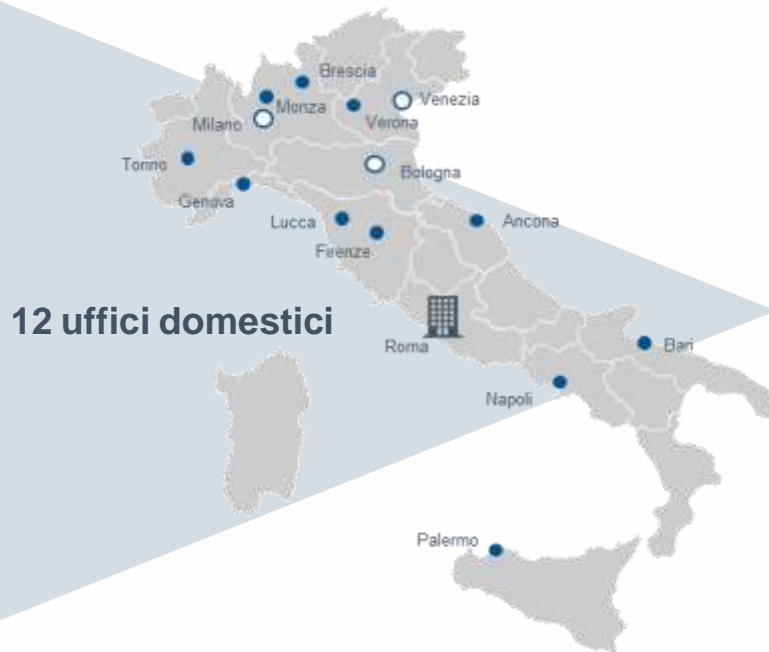 Brescia
Monza
Venezia
Milano
Verona
Torino
Bologna
Genova
Lucca
Ancona
Firenze
12 uffici domestici
Roma
Bari
Napoli
Palermo